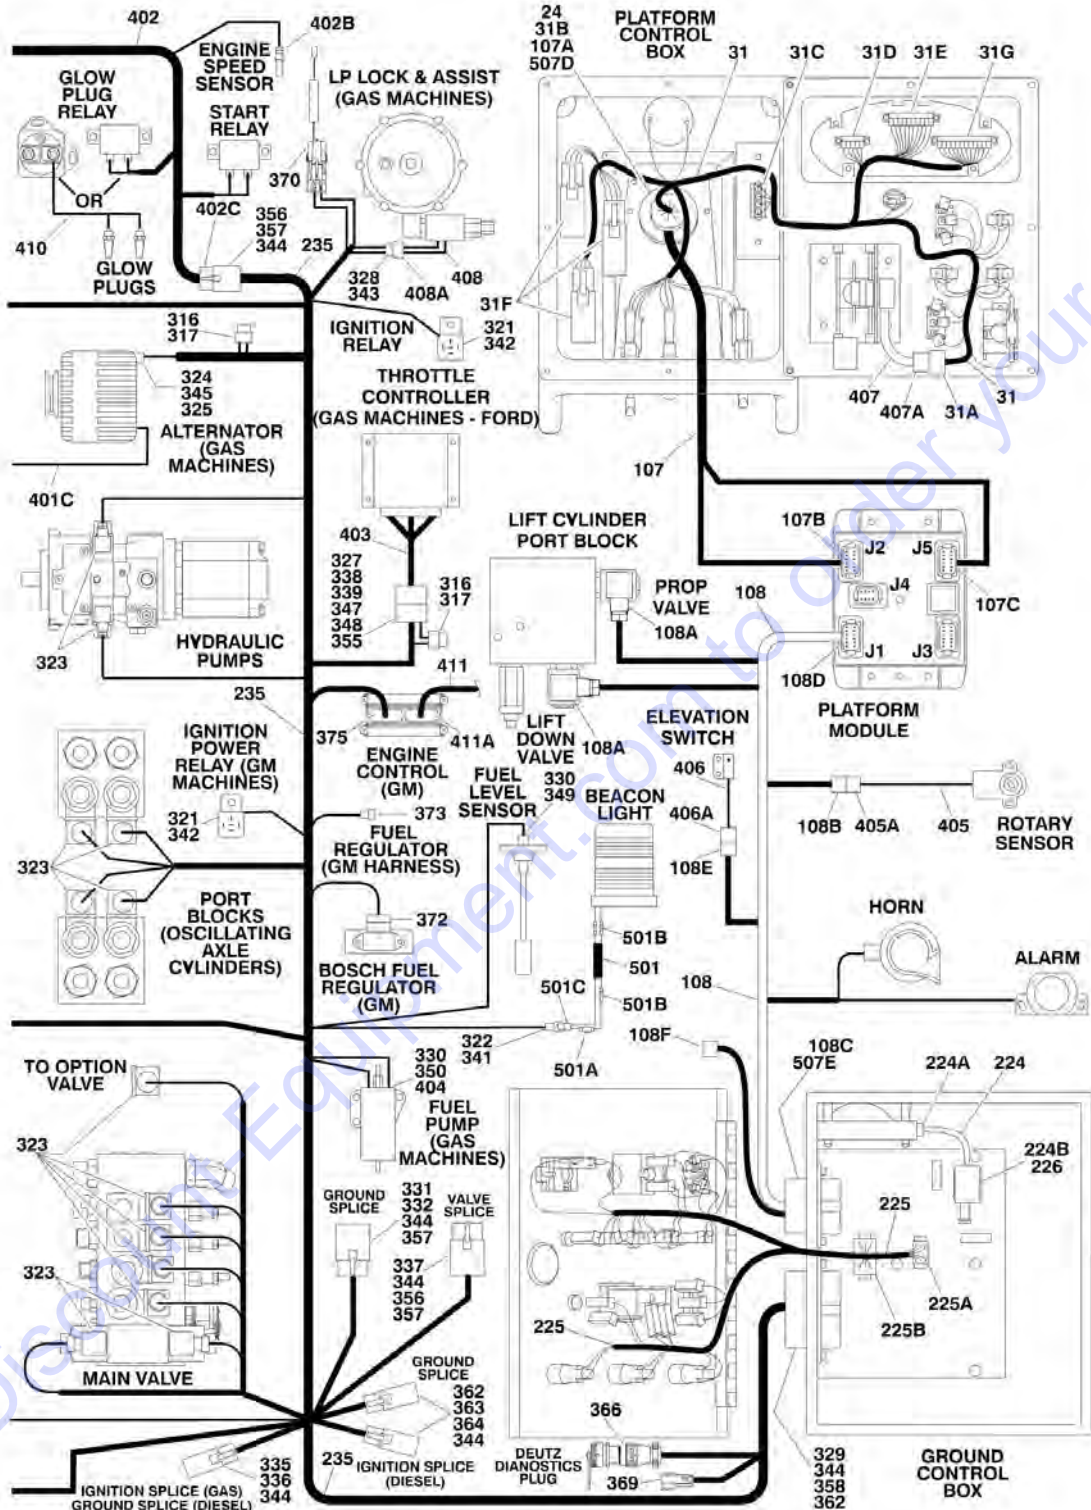 402
402B
ENGINE
SPEED
SENSOR
GLOW
PLUG
RELAY
START
RELAY
LP LOCK & ASSIST
(GAS MACHINES)
370
OR
402C
410
GLOW
PLUGS
356
357
344
235
328
343
408A
408
IGNITION
RELAY
321
342
316
317
324
345
325
ALTERNATOR
(GAS
MACHINES)
401C
THROTTLE
CONTROLLER
(GAS MACHINES - FORD)
403
327
338
339
347
348
355
316
317
323
HYDRAULIC
PUMPS
24
31B
107A
507D
PLATFORM
CONTROL
BOX
31
31C
31D
31E
31G
31F
407
407A
31A
31
107
107B
J2
J5
J4
J1
J3
107C
108D
PLATFORM
MODULE
LIFT CYLINDER
PORT BLOCK
PROP
VALVE
108A
108
LIFT
DOWN
VALVE
108A
235
411
375
411A
ENGINE
CONTROL
(GM)
IGNITION
POWER
RELAY (GM
MACHINES)
321
342
323
PORT
BLOCKS
(OSCILLATING
AXLE
CYLINDERS)
373
FUEL
REGULATOR
(GM HARNESS)
372
BOSCH FUEL
REGULATOR
(GM)
FUEL
LEVEL
SENSOR
330
349
BEACON
LIGHT
501B
501
501B
501C
501A
322
341
ELEVATION
SWITCH
406
406A
108E
108B
405A
405
ROTARY
SENSOR
HORN
ALARM
108
108F
108C
507E
TO OPTION
VALVE
323
323
MAIN VALVE
330
350
404
FUEL
PUMP
(GAS
MACHINES)
GROUND
SPLICE
331
332
344
357
VALVE
SPLICE
337
344
356
357
GROUND
SPLICE
362
363
364
344
IGNITION SPLICE
(DIESEL)
235
335
336
344
IGNITION SPLICE (GAS)
GROUND SPLICE (DIESEL)
224A
224
224B
226
225
225A
225B
225
366
DEUTZ
DIANOSTICS
PLUG
369
329
344
358
362
GROUND
CONTROL
BOX
Discount-Equipment.com to order your